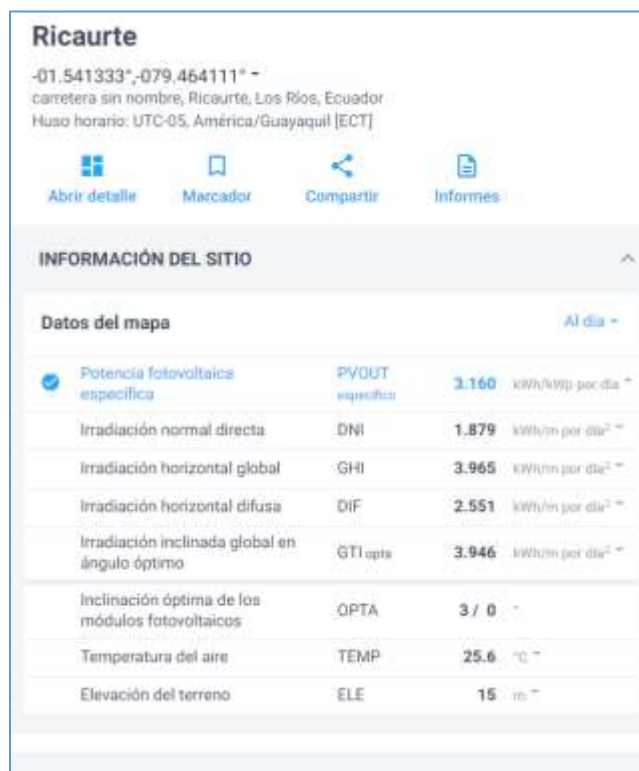 Ricaurte
-01.541333°,-079.464111°
carretera sin nombre, Ricaurte, Los Ríos, Ecuador
Huso horario: UTC-05, América/Guayaquil [ECT]
Abrir detalle Marcador Compartir Informes
INFORMACIÓN DEL SITIO
Datos del mapa Al día
Potencia fotovoltaica PVOUT 3.160 kWh/kWp por día
específica específico
Irradiación normal directa DNI 1.879 kWh/m por día²
Irradiación horizontal global GHI 3.965 kWh/m por día²
Irradiación horizontal difusa DIF 2.551 kWh/m por día²
Irradiación inclinada global en GTI opta 3.946 kWh/m por día²
ángulo óptimo
Inclinación óptima de los OPTA 3 / 0 °
módulos fotovoltaicos
Temperatura del aire TEMP 25.6 °C
Elevación del terreno ELE 15 m